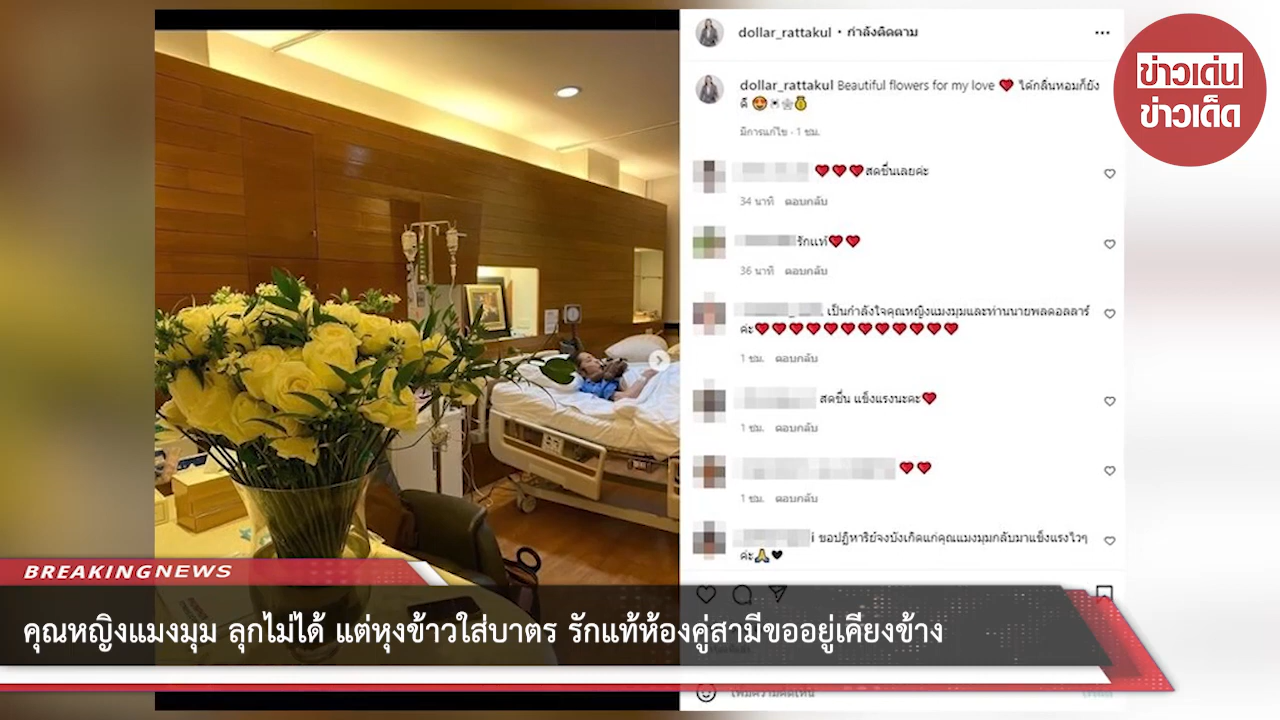 dollar_rattakul • กำลังติดตาม
dollar_rattakul Beautiful flowers for my love ❤️ ได้กลิ่นหอมก็ยัง
ดี 😍
มีการแก้ไข · 1 ชม.
❤️❤️❤️สดชื่นเลยค่ะ
34 นาที ตอบกลับ
รักแท้❤️❤️
36 นาที ตอบกลับ
เป็นกำลังใจคุณหญิงแมงมุมและท่านนายพลดอลลาร์
ค่ะ❤️❤️❤️❤️❤️❤️❤️❤️❤️❤️❤️❤️
1 ชม. ตอบกลับ
สดชื่น แข็งแรงนะคะ❤️
1 ชม. ตอบกลับ
❤️❤️
1 ชม. ตอบกลับ
ขอปฏิหาริย์จงบังเกิดแก่คุณแมงมุมกลับมาแข็งแรงไวๆ
ค่ะ🙏🖤
ข่าวเด่น
ข่าวเด็ด
BREAKINGNEWS
คุณหญิงแมงมุม ลุกไม่ได้ แต่หุงข้าวใส่บาตร รักแท้ห้องคู่สามีขออยู่เคียงข้าง